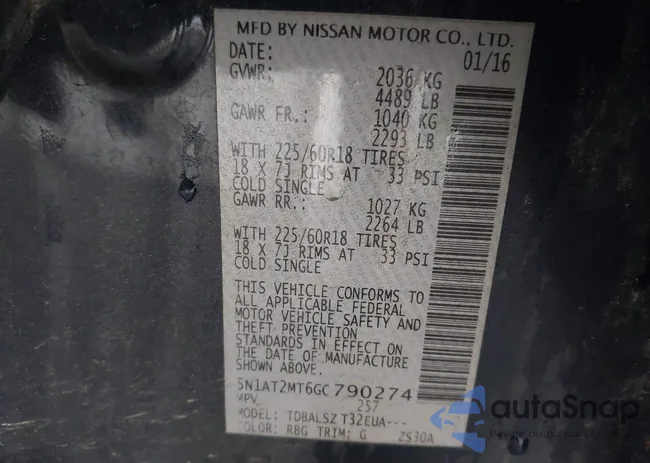 MFD BY NISSAN MOTOR CO., LTD.
DATE: 01/16
GVWR: 2036 KG
4489 LB
GAWR FR.: 1040 KG
2293 LB
WITH 225/60R18 TIRES
18 X 7J RIMS AT 33 PSI
COLD SINGLE
GAWR RR.: 1027 KG
2264 LB
WITH 225/60R18 TIRES
18 X 7J RIMS AT 33 PSI
COLD SINGLE
THIS VEHICLE CONFORMS TO
ALL APPLICABLE FEDERAL
MOTOR VEHICLE SAFETY AND
THEFT PREVENTION
STANDARDS IN EFFECT ON
THE DATE OF MANUFACTURE
SHOWN ABOVE.
5N1AT2MT6GC790274
MPV 257
MODEL: TDBALSZ T32EUA---
COLOR: RBG TRIM: G 2S30A
autoSnap